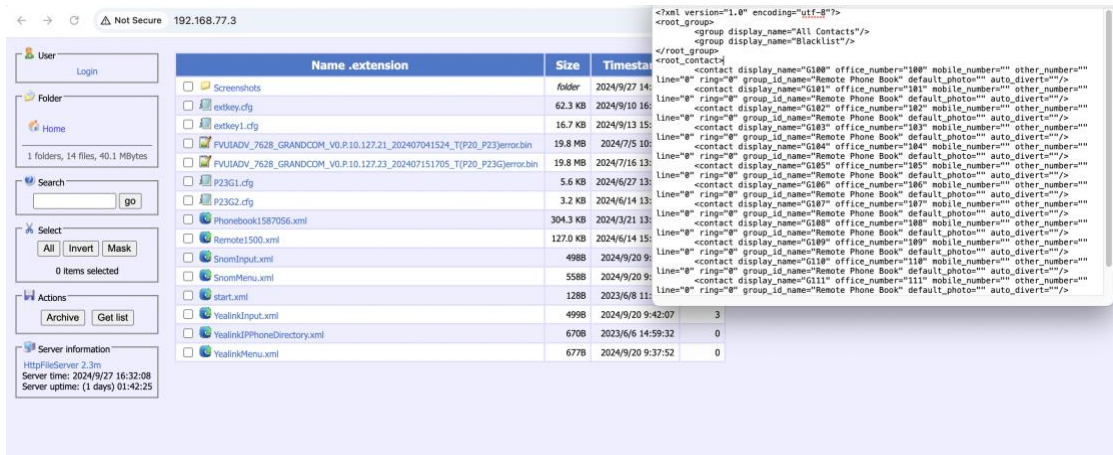 Not Secure 192.168.77.3
User
Login
Folder
Home
1 folders, 14 files, 40.1 MBytes
Search
go
Select
All Invert Mask
0 items selected
Actions
Archive Get list
Server information
HttpFileServer 2.3m
Server time: 2024/9/27 16:32:08
Server uptime: (1 days) 01:42:25
Name .extension Size Timesta
Screenshots folder 2024/9/27 14:
extkey.cfg 62.3 KB 2024/9/10 16:
extkey1.cfg 16.7 KB 2024/9/13 15:
FVUIADV_7628_GRANDCOM_V0.P.10.127.21_202407041524_T(P20_P23)error.bin 19.8 MB 2024/7/5 10:
FVUIADV_7628_GRANDCOM_V0.P.10.127.23_202407151705_T(P20_P23G)error.bin 19.8 MB 2024/7/16 13:
P23G1.cfg 5.6 KB 2024/6/27 13:
P23G2.cfg 3.2 KB 2024/6/14 13:
Phonebook1587056.xml 304.3 KB 2024/3/21 13:
Remote1500.xml 127.0 KB 2024/6/14 15:
SnomInput.xml 498B 2024/9/20 9:
SnomMenu.xml 558B 2024/9/20 9:
start.xml 128B 2023/6/8 11:
YealinkInput.xml 499B 2024/9/20 9:42:07 3
YealinkIPPhoneDirectory.xml 670B 2023/6/6 14:59:32 0
YealinkMenu.xml 677B 2024/9/20 9:37:52 0
<?xml version="1.0" encoding="utf-8"?>
<root_group>
<group display_name="All Contacts"/>
<group display_name="Blacklist"/>
</root_group>
<root_contact>
<contact display_name="G100" office_number="100" mobile_number="" other_number=""
line="0" ring="0" group_id_name="Remote Phone Book" default_photo="" auto_divert=""/>
<contact display_name="G101" office_number="101" mobile_number="" other_number=""
line="0" ring="0" group_id_name="Remote Phone Book" default_photo="" auto_divert=""/>
<contact display_name="G102" office_number="102" mobile_number="" other_number=""
line="0" ring="0" group_id_name="Remote Phone Book" default_photo="" auto_divert=""/>
<contact display_name="G103" office_number="103" mobile_number="" other_number=""
line="0" ring="0" group_id_name="Remote Phone Book" default_photo="" auto_divert=""/>
<contact display_name="G104" office_number="104" mobile_number="" other_number=""
line="0" ring="0" group_id_name="Remote Phone Book" default_photo="" auto_divert=""/>
<contact display_name="G105" office_number="105" mobile_number="" other_number=""
line="0" ring="0" group_id_name="Remote Phone Book" default_photo="" auto_divert=""/>
<contact display_name="G106" office_number="106" mobile_number="" other_number=""
line="0" ring="0" group_id_name="Remote Phone Book" default_photo="" auto_divert=""/>
<contact display_name="G107" office_number="107" mobile_number="" other_number=""
line="0" ring="0" group_id_name="Remote Phone Book" default_photo="" auto_divert=""/>
<contact display_name="G108" office_number="108" mobile_number="" other_number=""
line="0" ring="0" group_id_name="Remote Phone Book" default_photo="" auto_divert=""/>
<contact display_name="G109" office_number="109" mobile_number="" other_number=""
line="0" ring="0" group_id_name="Remote Phone Book" default_photo="" auto_divert=""/>
<contact display_name="G110" office_number="110" mobile_number="" other_number=""
line="0" ring="0" group_id_name="Remote Phone Book" default_photo="" auto_divert=""/>
<contact display_name="G111" office_number="111" mobile_number="" other_number=""
line="0" ring="0" group_id_name="Remote Phone Book" default_photo="" auto_divert=""/>